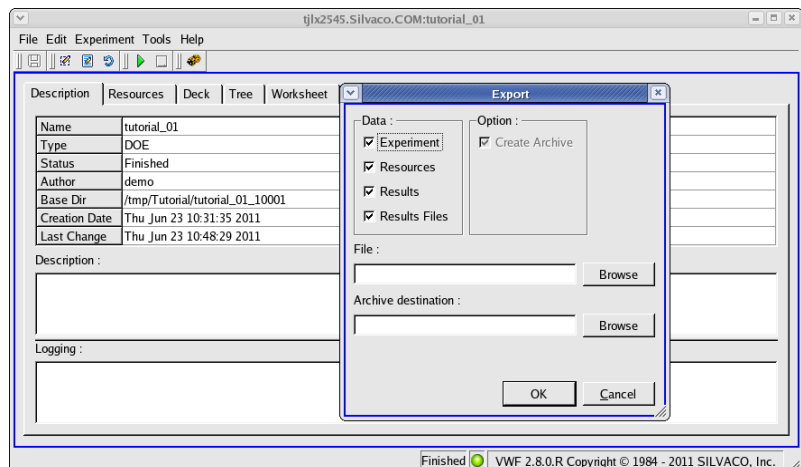 tjlx2545.Silvaco.COM:tutorial_01
File Edit Experiment Tools Help
Description Resources Deck Tree Worksheet
Name tutorial_01
Type DOE
Status Finished
Author demo
Base Dir /tmp/Tutorial/tutorial_01_10001
Creation Date Thu Jun 23 10:31:35 2011
Last Change Thu Jun 23 10:48:29 2011
Description :
Logging :
Export
Data :
Experiment
Resources
Results
Results Files
Option :
Create Archive
File :
Browse
Archive destination :
Browse
OK Cancel
Finished VWF 2.8.0.R Copyright © 1984 - 2011 SILVACO, Inc.